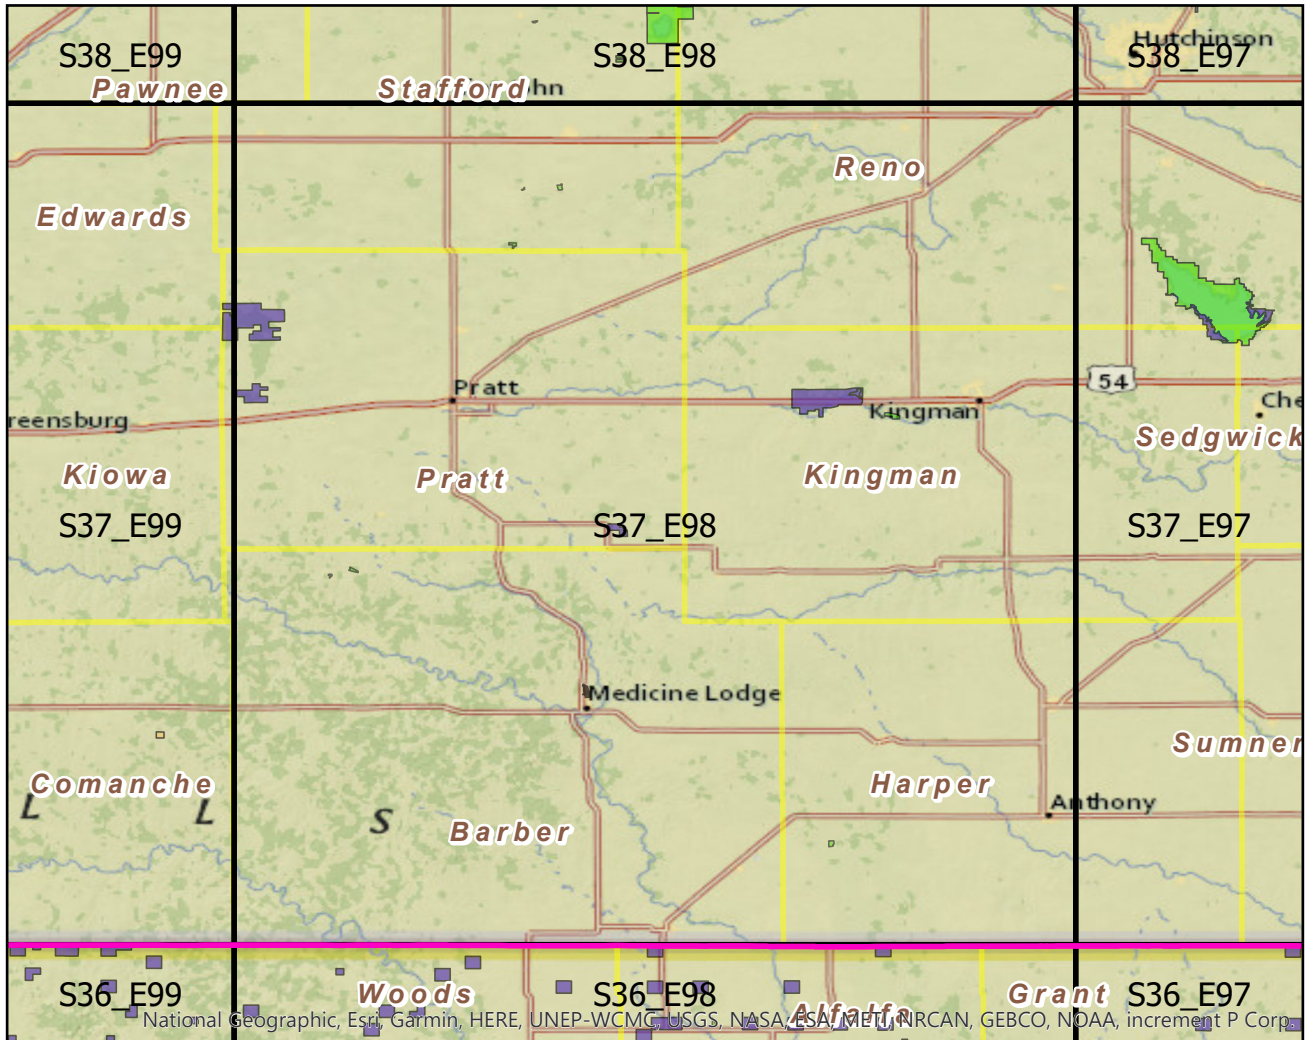 Hutchinson
S38_E99
S38_E98
S38_E97
Pawnee
Stafford
hn
Reno
Edwards
54
Pratt
Kingman
Che
reensburg
Sedgwick
Kiowa
Pratt
Kingman
S37_E99
S37_E98
S37_E97
Medicine Lodge
Sumner
Comanche
Harper
L
L
S
Anthony
Barber
S36_E99
Woods
S36_E98
Grant
S36_E97
Alfalfa
National Geographic, Esri, Garmin, HERE, UNEP-WCMC, USGS, NASA, ESA, METI, NRCAN, GEBCO, NOAA, increment P Corp.